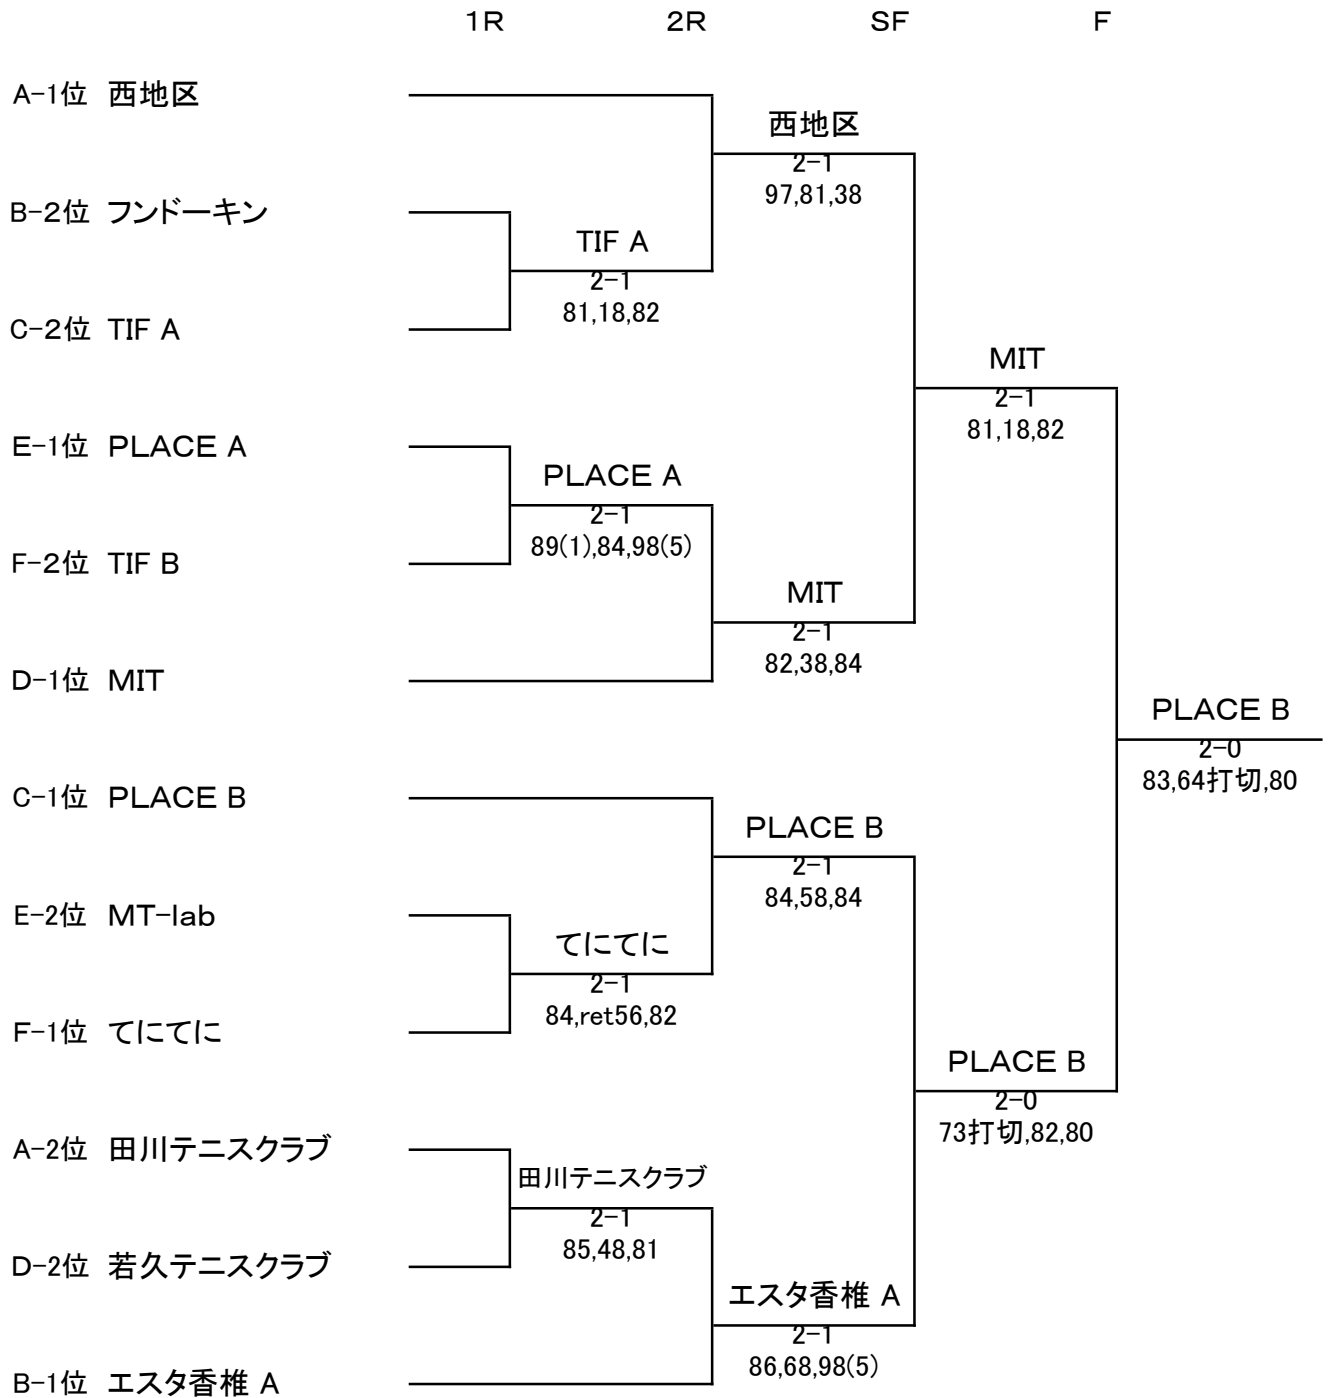 1R 2R SF F
A-1位 西地区
西地区
2-1
97,81,38
B-2位 フンドーキン
TIF A
2-1
81,18,82
C-2位 TIF A
MIT
2-1
81,18,82
E-1位 PLACE A
PLACE A
2-1
89(1),84,98(5)
F-2位 TIF B
MIT
2-1
82,38,84
D-1位 MIT
PLACE B
2-0
83,64打切,80
C-1位 PLACE B
PLACE B
2-1
84,58,84
E-2位 MT-lab
てにてに
2-1
84,ret56,82
F-1位 てにてに
PLACE B
2-0
73打切,82,80
A-2位 田川テニスクラブ
田川テニスクラブ
2-1
85,48,81
D-2位 若久テニスクラブ
エスタ香椎 A
2-1
86,68,98(5)
B-1位 エスタ香椎 A